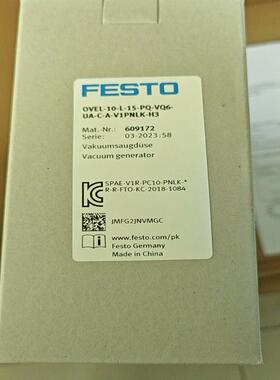 FESTO
OVEL-10-L-15-PQ-VQ6-
UA-C-A-V1PNLK-H3
Mat.-Nr.: 609172
Serie: 03-2023:58
Vakuumsaugdüse
Vacuum generator
SPAE-V1R-PC10-PNLK-*
R-R-FTO-KC-2018-1084
JMFG2JNVMGC
www.festo.com/pk
Festo Germany
Made in China